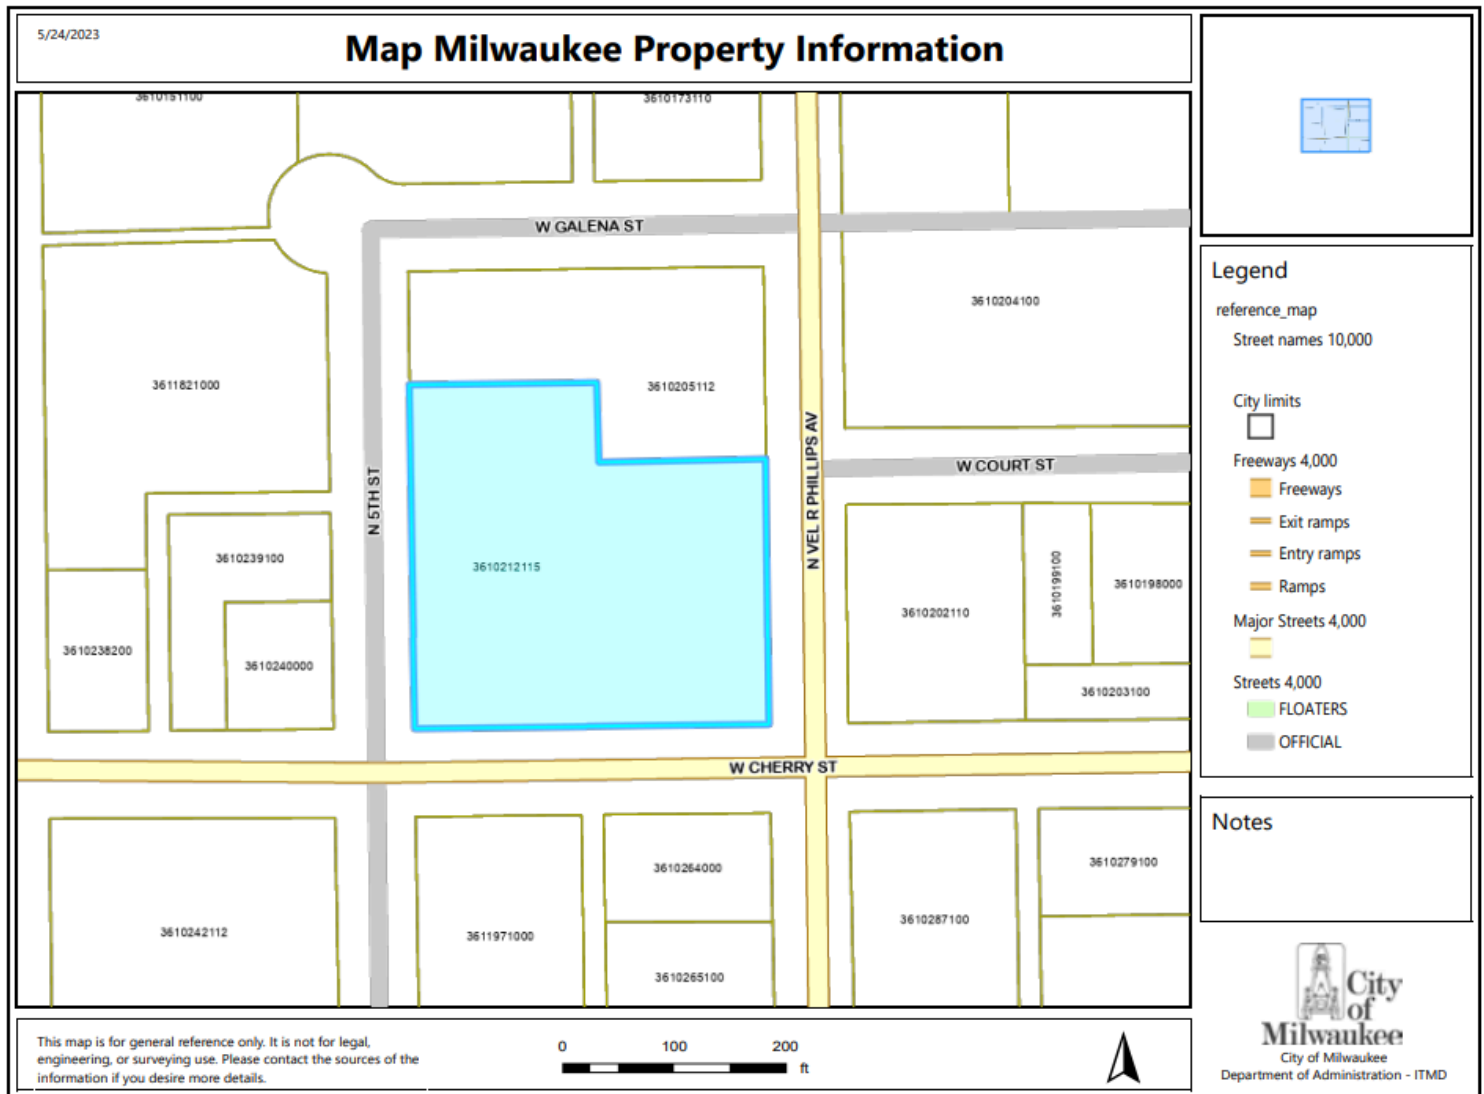 5/24/2023
Map Milwaukee Property Information
3610151100
3610173110
W GALENA ST
3610204100
3611821000
3610205112
N VEL R PHILLIPS AV
W COURT ST
N 5TH ST
3610239100
3610212115
3610199100
3610198000
3610202110
3610238200
3610240000
3610203100
W CHERRY ST
3610264000
3610279100
3610287100
3610242112
3611971000
3610265100
Legend
reference_map
Street names 10,000
City limits
Freeways 4,000
Freeways
Exit ramps
Entry ramps
Ramps
Major Streets 4,000
Streets 4,000
FLOATERS
OFFICIAL
Notes
This map is for general reference only. It is not for legal,
engineering, or surveying use. Please contact the sources of the
information if you desire more details.
0 100 200
ft
City
of
Milwaukee
City of Milwaukee
Department of Administration - ITMD